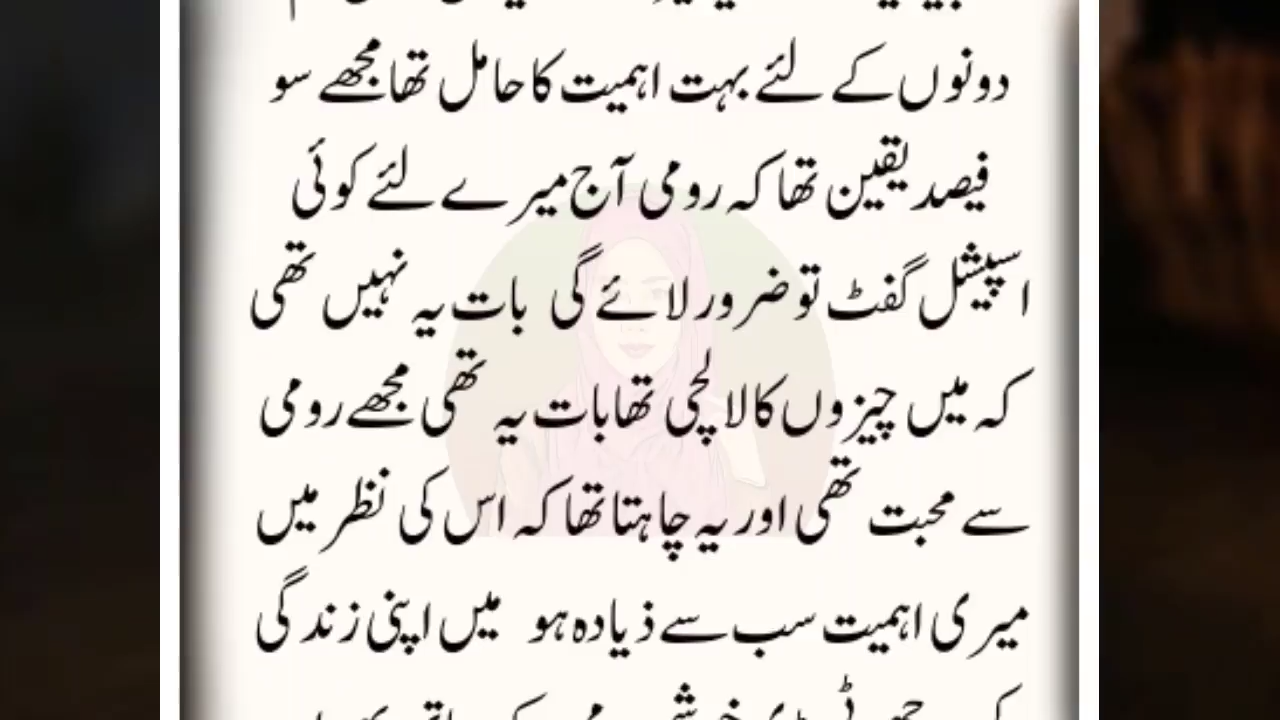 دونوں کے لئے بہت اہمیت کا حامل تھا مجھے سو
فیصد یقین تھا کہ رومی آج میرے لئے کوئی
اسپیشل گفٹ تو ضرور لائے گی بات یہ نہیں تھی
کہ میں چیزوں کا لالچی تھا بات یہ تھی مجھے رومی
سے محبت تھی اور یہ چاہتا تھا کہ اس کی نظر میں
میری اہمیت سب سے ذیادہ ہو میں اپنی زندگی